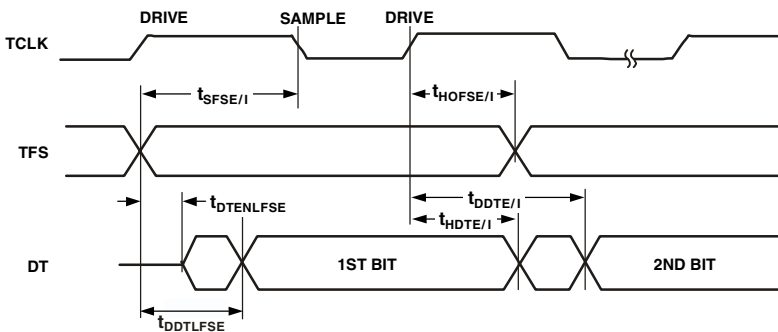 DRIVE SAMPLE DRIVE
TCLK
tSFSE/I tHOFSE/I
TFS
tDTENLFSE tDDTE/I
tHDTE/I
DT 1ST BIT 2ND BIT
tDDTLFSE